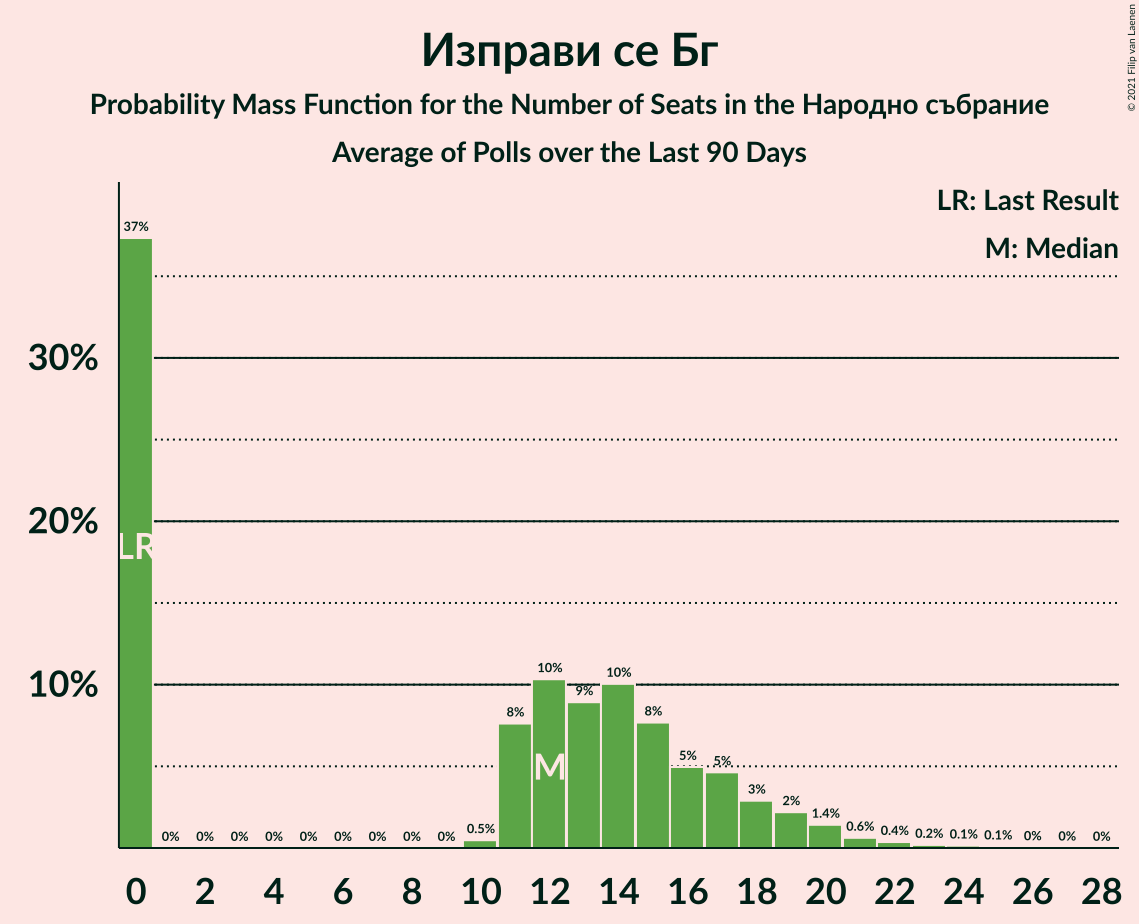 Изправи се Бг
Probability Mass Function for the Number of Seats in the Народно събрание
Average of Polls over the Last 90 Days
© 2021 Filip van Laenen
LR: Last Result
M: Median
37%
30%
20%
LR
10%
0% 0% 0% 0% 0% 0% 0% 0% 0% 0.5% 8% 10% 9% 10% 8% 5% 5% 3% 2% 1.4% 0.6% 0.4% 0.2% 0.1% 0.1% 0% 0% 0%
M
0 2 4 6 8 10 12 14 16 18 20 22 24 26 28